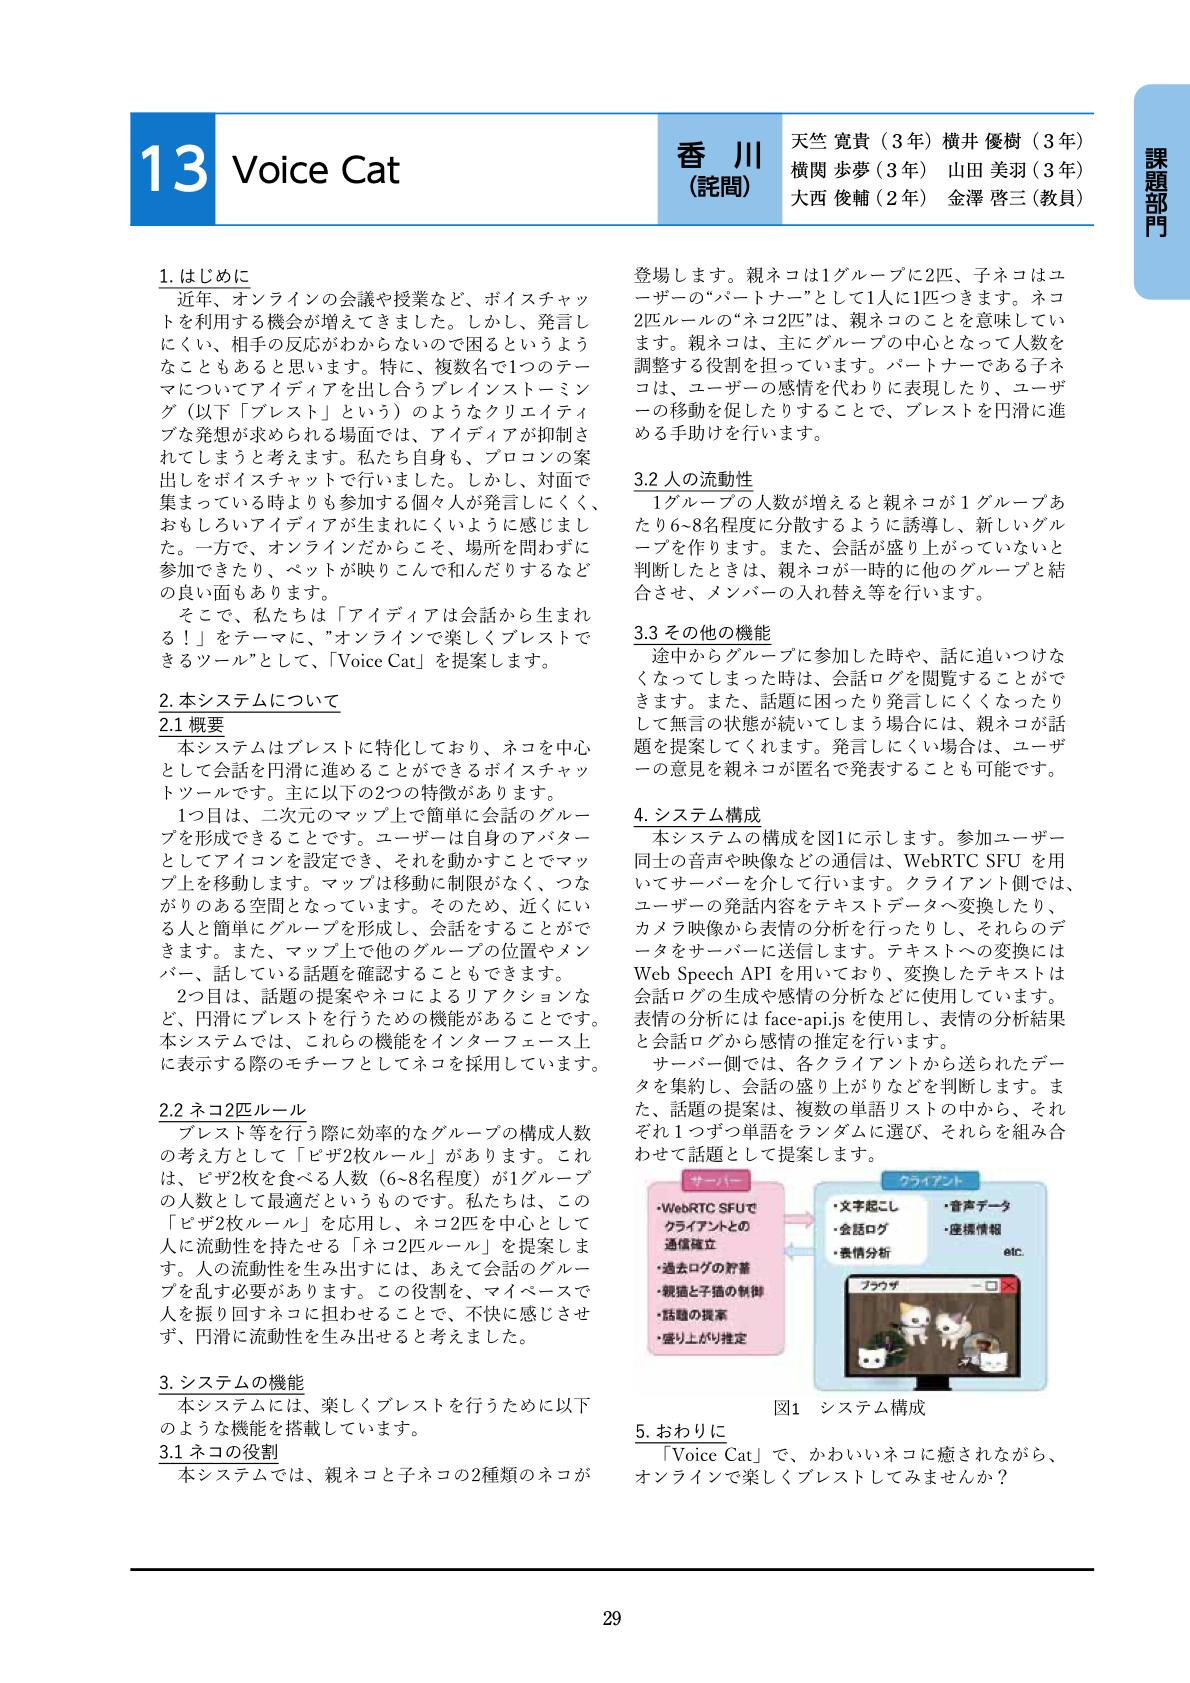 13
Voice Cat
香 川
(詫間)
天竺 寛貴（３年）横井 優樹（３年）
横関 歩夢（３年） 山田 美羽（３年）
大西 俊輔（２年） 金澤 啓三（教員）
課題部門
1. はじめに
近年、オンラインの会議や授業など、ボイスチャッ
トを利用する機会が増えてきました。しかし、発言し
にくい、相手の反応がわからないので困るというよう
なこともあると思います。特に、複数名で1つのテー
マについてアイディアを出し合うブレインストーミン
グ（以下「ブレスト」という）のようなクリエイティ
ブな発想が求められる場面では、アイディアが抑制さ
れてしまうと考えます。私たち自身も、プロコンの案
出しをボイスチャットで行いました。しかし、対面で
集まっている時よりも参加する個々人が発言しにくく、
おもしろいアイディアが生まれにくいように感じまし
た。一方で、オンラインだからこそ、場所を問わずに
参加できたり、ペットが映りこんで和んだりするなど
の良い面もあります。
そこで、私たちは「アイディアは会話から生まれ
る！」をテーマに、”オンラインで楽しくブレストで
きるツール”として、「Voice Cat」を提案します。
2. 本システムについて
2.1 概要
本システムはブレストに特化しており、ネコを中心
として会話を円滑に進めることができるボイスチャッ
トツールです。主に以下の2つの特徴があります。
1つ目は、二次元のマップ上で簡単に会話のグルー
プを形成できることです。ユーザーは自身のアバター
としてアイコンを設定でき、それを動かすことでマッ
プ上を移動します。マップは移動に制限がなく、つな
がりのある空間となっています。そのため、近くにい
る人と簡単にグループを形成し、会話をすることがで
きます。また、マップ上で他のグループの位置やメン
バー、話している話題を確認することもできます。
2つ目は、話題の提案やネコによるリアクションな
ど、円滑にブレストを行うための機能があることです。
本システムでは、これらの機能をインターフェース上
に表示する際のモチーフとしてネコを採用しています。
2.2 ネコ2匹ルール
ブレスト等を行う際に効率的なグループの構成人数
の考え方として「ピザ2枚ルール」があります。これ
は、ピザ2枚を食べる人数（6~8名程度）が1グループ
の人数として最適だというものです。私たちは、この
「ピザ2枚ルール」を応用し、ネコ2匹を中心として
人に流動性を持たせる「ネコ2匹ルール」を提案しま
す。人の流動性を生み出すには、あえて会話のグルー
プを乱す必要があります。この役割を、マイペースで
人を振り回すネコに担わせることで、不快に感じさせ
ず、円滑に流動性を生み出せると考えました。
3. システムの機能
本システムには、楽しくブレストを行うために以下
のような機能を搭載しています。
3.1 ネコの役割
本システムでは、親ネコと子ネコの2種類のネコが
登場します。親ネコは1グループに2匹、子ネコはユ
ーザーの“パートナー”として1人に1匹つきます。ネコ
2匹ルールの“ネコ2匹”は、親ネコのことを意味してい
ます。親ネコは、主にグループの中心となって人数を
調整する役割を担っています。パートナーである子ネ
コは、ユーザーの感情を代わりに表現したり、ユーザ
ーの移動を促したりすることで、ブレストを円滑に進
める手助けを行います。
3.2 人の流動性
1グループの人数が増えると親ネコが１グループあ
たり6~8名程度に分散するように誘導し、新しいグル
ープを作ります。また、会話が盛り上がっていないと
判断したときは、親ネコが一時的に他のグループと結
合させ、メンバーの入れ替え等を行います。
3.3 その他の機能
途中からグループに参加した時や、話に追いつけな
くなってしまった時は、会話ログを閲覧することがで
きます。また、話題に困ったり発言しにくくなったり
して無言の状態が続いてしまう場合には、親ネコが話
題を提案してくれます。発言しにくい場合は、ユーザ
ーの意見を親ネコが匿名で発表することも可能です。
4. システム構成
本システムの構成を図1に示します。参加ユーザー
同士の音声や映像などの通信は、WebRTC SFU を用
いてサーバーを介して行います。クライアント側では、
ユーザーの発話内容をテキストデータへ変換したり、
カメラ映像から表情の分析を行ったりし、それらのデ
ータをサーバーに送信します。テキストへの変換には
Web Speech API を用いており、変換したテキストは
会話ログの生成や感情の分析などに使用しています。
表情の分析には face-api.js を使用し、表情の分析結果
と会話ログから感情の推定を行います。
サーバー側では、各クライアントから送られたデー
タを集約し、会話の盛り上がりなどを判断します。ま
た、話題の提案は、複数の単語リストの中から、それ
ぞれ１つずつ単語をランダムに選び、それらを組み合
わせて話題として提案します。
サーバー
・WebRTC SFUで
クライアントとの
通信確立
・過去ログの貯蓄
・親猫と子猫の制御
・話題の提案
・盛り上がり推定
クライアント
・文字起こし ・音声データ
・会話ログ ・座標情報
・表情分析 etc.
ブラウザ
図1 システム構成
5. おわりに
「Voice Cat」で、かわいいネコに癒されながら、
オンラインで楽しくブレストしてみませんか？
29